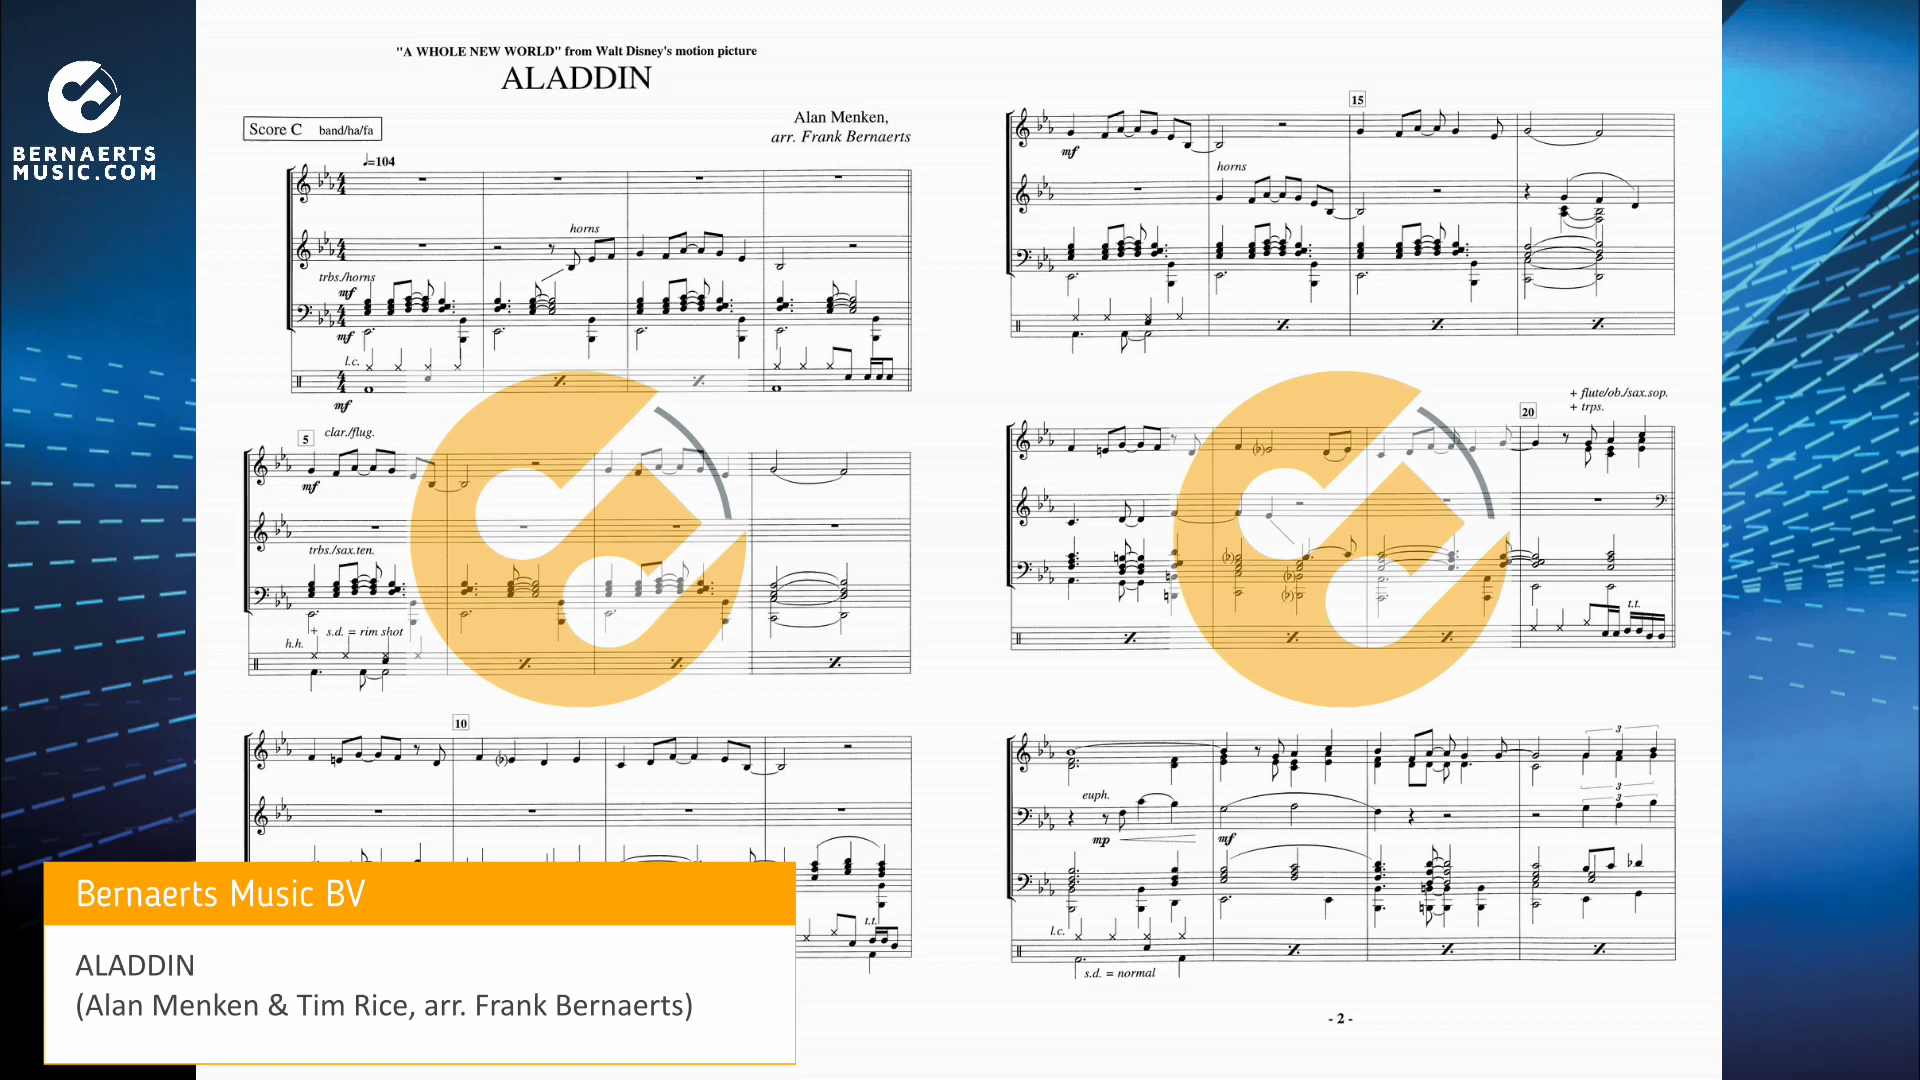 BERNAERTS
MUSIC.COM
"A WHOLE NEW WORLD" from Walt Disney's motion picture
ALADDIN
Score C band/ha/fa
Alan Menken,
arr. Frank Bernaerts
♩=104
horns
trbs./horns
mf
mf
l.c.
mf
5
clar./flug.
mf
trbs./sax.ten.
+ s.d. = rim shot
h.h.
10
t.t.
15
mf
horns
+ flute/ob./sax.sop.
20
+ trps.
t.t.
3
euph.
3
3
mp
mf
l.c.
s.d. = normal
- 2 -
Bernaerts Music BV
ALADDIN
(Alan Menken & Tim Rice, arr. Frank Bernaerts)